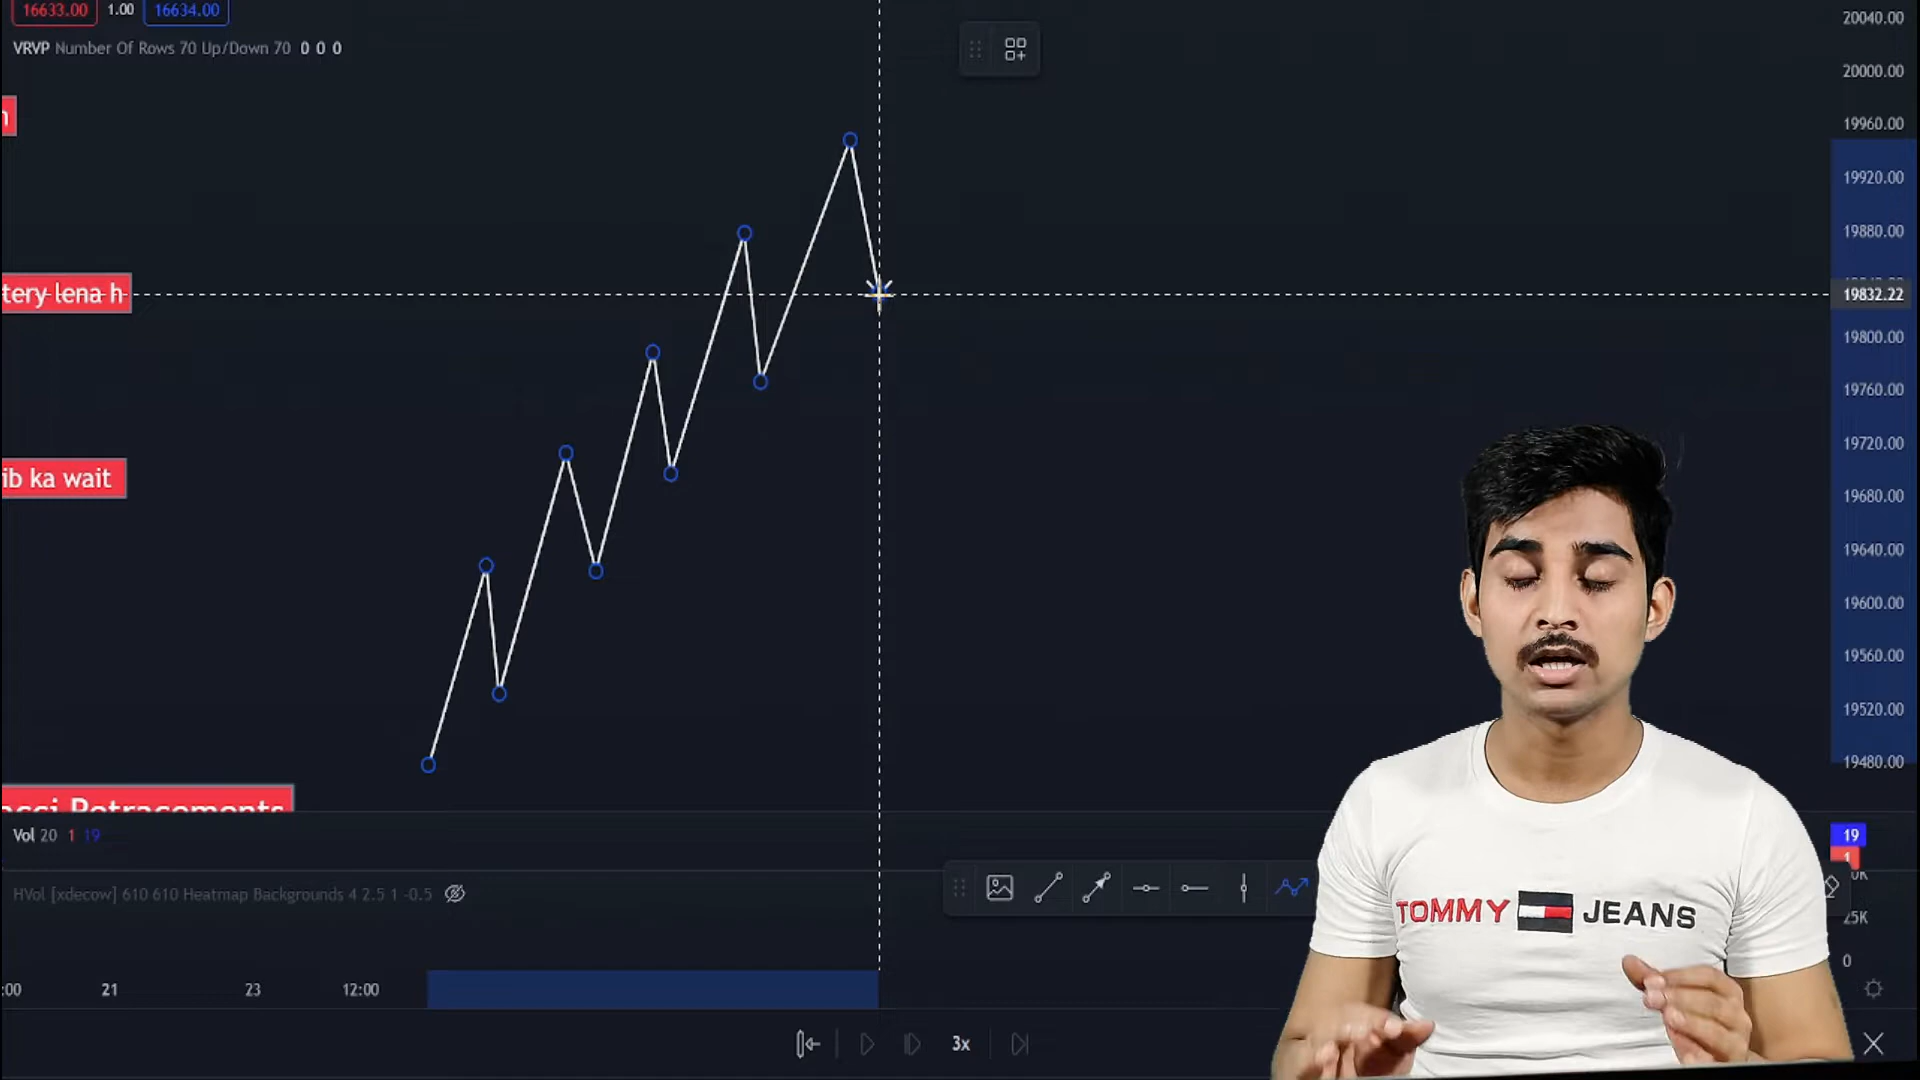 16633.00 1.00 16634.00
VRVP Number Of Rows 70 Up/Down 70 0 0 0
20040.00
20000.00
19960.00
19920.00
19880.00
19832.22
19800.00
19760.00
19720.00
19680.00
19640.00
19600.00
19560.00
19520.00
19480.00
tery lena h
ib ka wait
Retracements
Vol 20 1 19
HVol [xdecow] 610 610 Heatmap Backgrounds 4 2.5 1 -0.5
19
1
25K
0
:00 21 23 12:00
3x
TOMMY JEANS